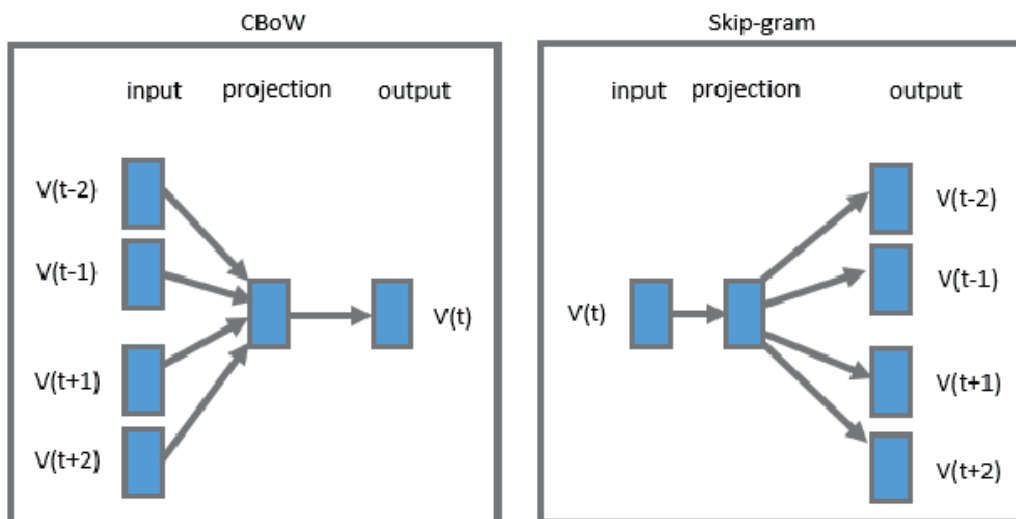 CBoW
input projection output
V(t-2)
V(t-1)
V(t)
V(t+1)
V(t+2)
Skip-gram
input projection output
V(t-2)
V(t-1)
V(t)
V(t+1)
V(t+2)